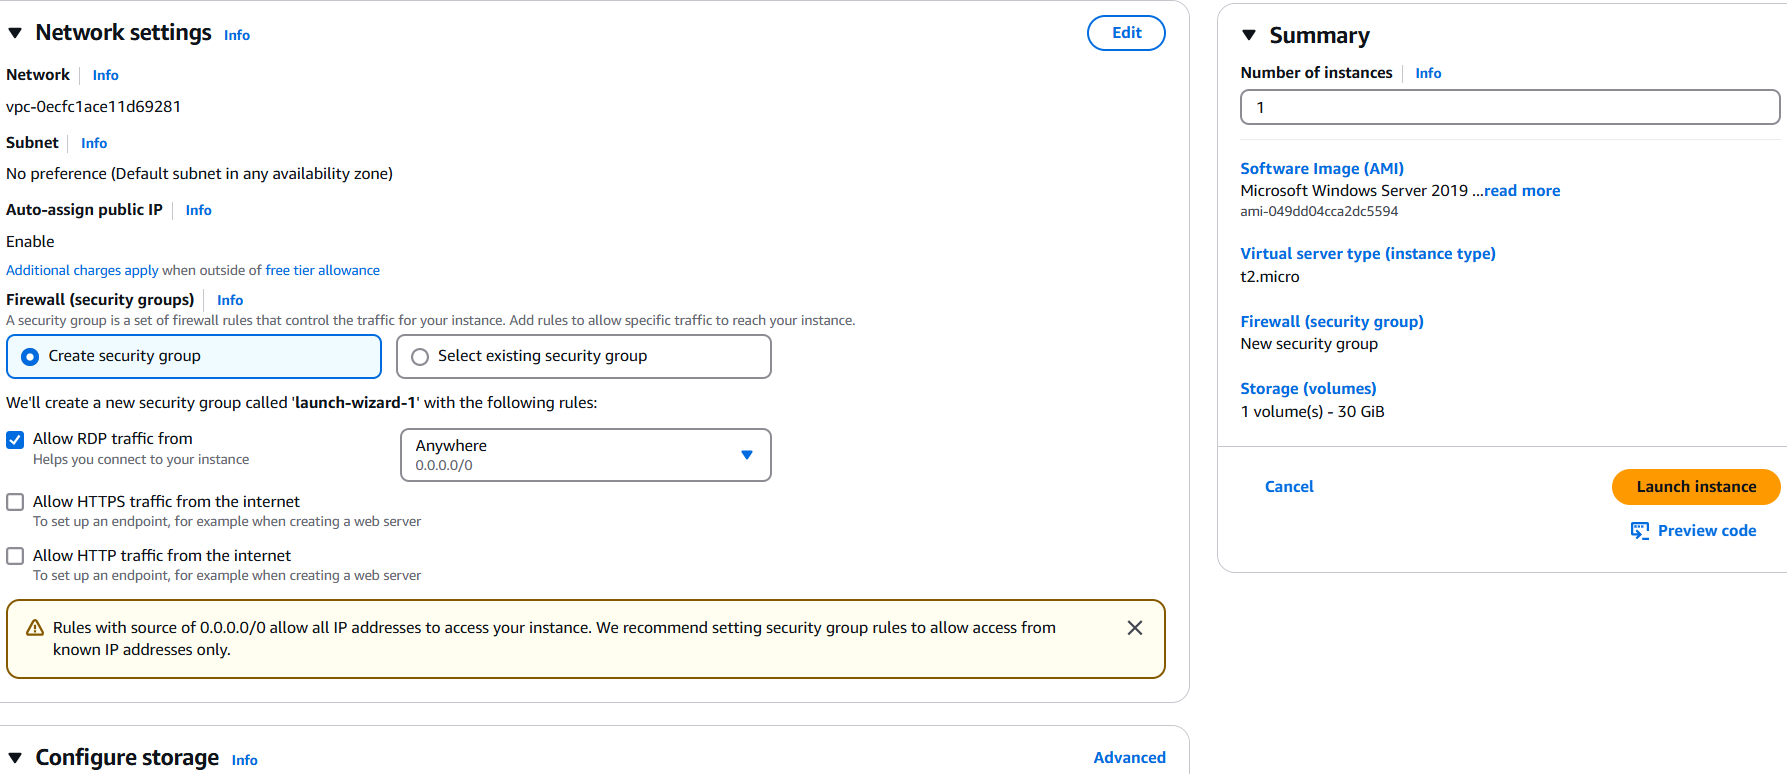 Network settings Info
Edit
Network Info
vpc-0ecfc1ace11d69281
Subnet Info
No preference (Default subnet in any availability zone)
Auto-assign public IP Info
Enable
Additional charges apply when outside of free tier allowance
Firewall (security groups) Info
A security group is a set of firewall rules that control the traffic for your instance. Add rules to allow specific traffic to reach your instance.
Create security group
Select existing security group
We'll create a new security group called 'launch-wizard-1' with the following rules:
Allow RDP traffic from
Helps you connect to your instance
Anywhere
0.0.0.0/0
Allow HTTPS traffic from the internet
To set up an endpoint, for example when creating a web server
Allow HTTP traffic from the internet
To set up an endpoint, for example when creating a web server
Rules with source of 0.0.0.0/0 allow all IP addresses to access your instance. We recommend setting security group rules to allow access from
known IP addresses only.
Configure storage Info
Advanced
Summary
Number of instances Info
1
Software Image (AMI)
Microsoft Windows Server 2019 ...read more
ami-049dd04cca2dc5594
Virtual server type (instance type)
t2.micro
Firewall (security group)
New security group
Storage (volumes)
1 volume(s) - 30 GiB
Cancel
Launch instance
Preview code